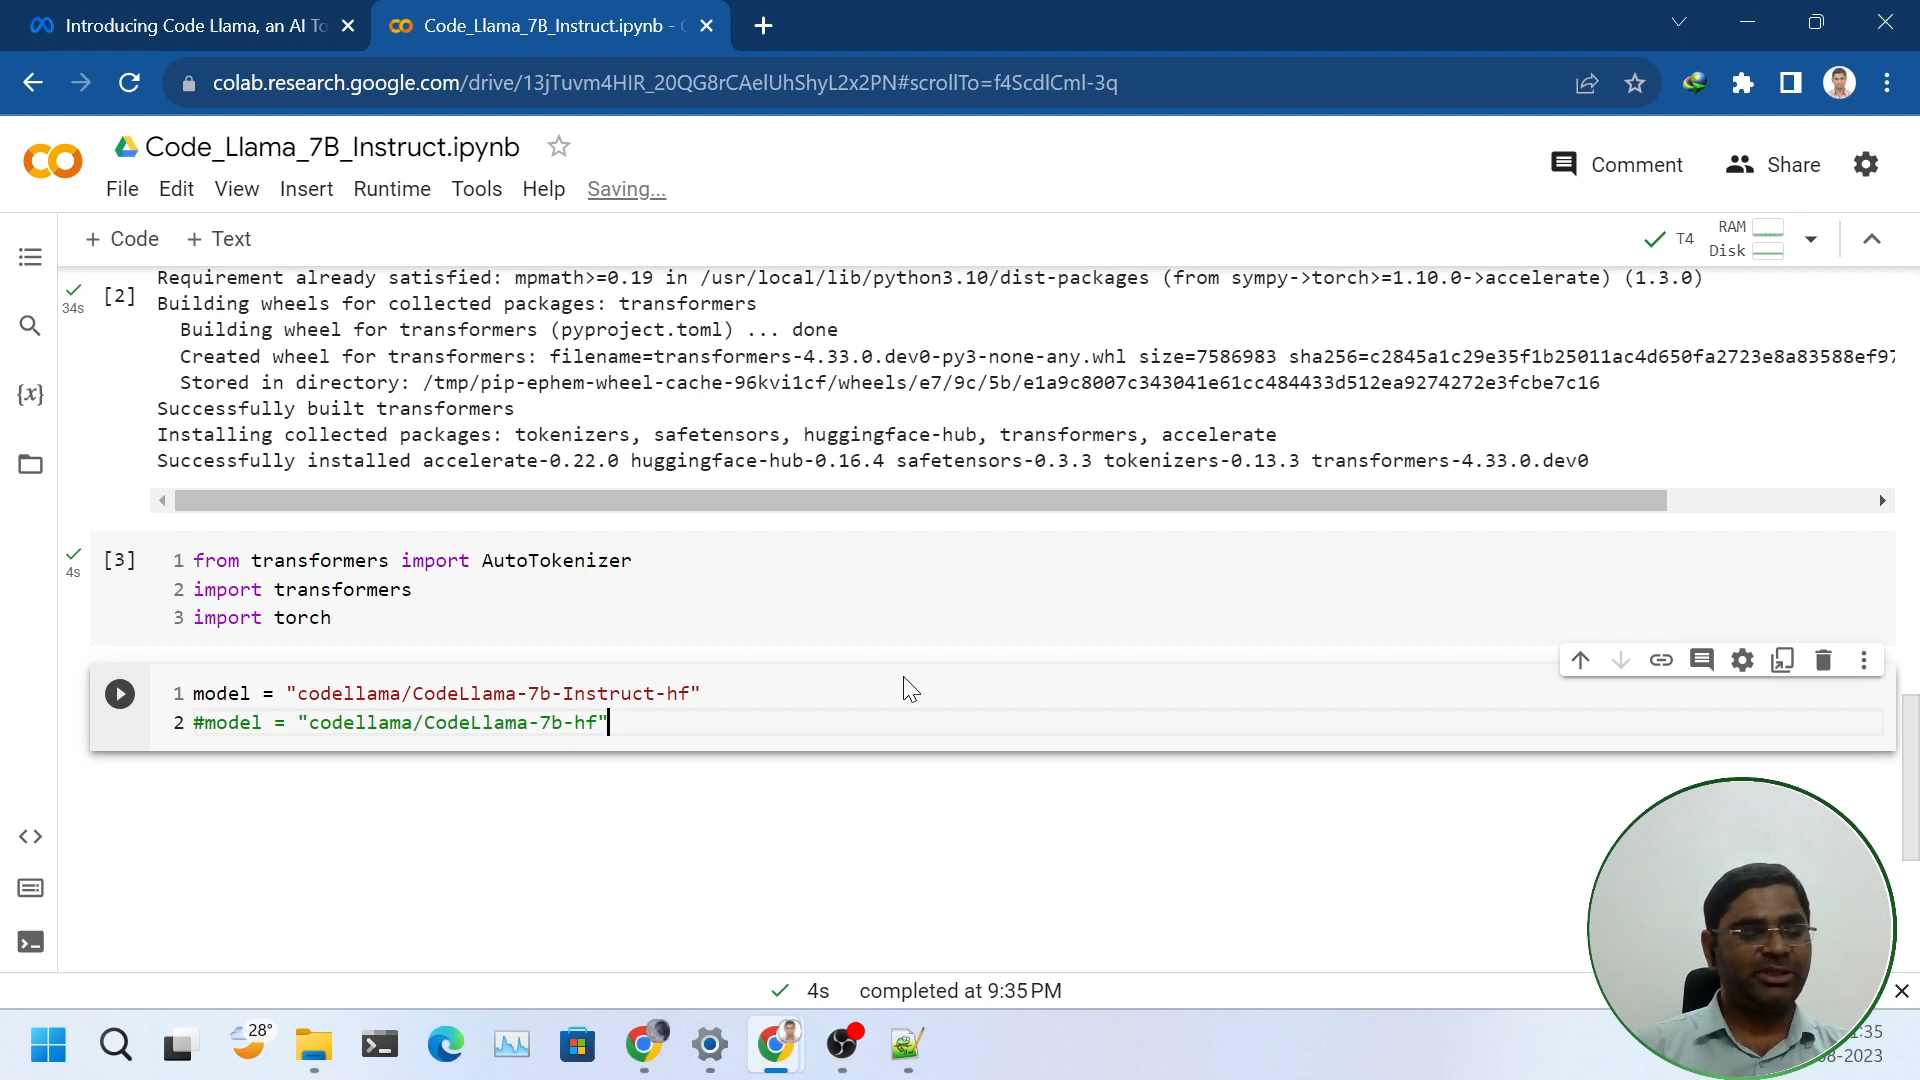 Introducing Code Llama, an AI To
Code_Llama_7B_Instruct.ipynb -
colab.research.google.com/drive/13jTuvm4HIR_20QG8rCAelUhShyL2x2PN#scrollTo=f4ScdlCml-3q
Code_Llama_7B_Instruct.ipynb
Comment
Share
File Edit View Insert Runtime Tools Help Saving...
+ Code + Text
T4
RAM
Disk
Requirement already satisfied: mpmath>=0.19 in /usr/local/lib/python3.10/dist-packages (from sympy->torch>=1.10.0->accelerate) (1.3.0)
34s
[2]
Building wheels for collected packages: transformers
Building wheel for transformers (pyproject.toml) ... done
Created wheel for transformers: filename=transformers-4.33.0.dev0-py3-none-any.whl size=7586983 sha256=c2845a1c29e35f1b25011ac4d650fa2723e8a83588ef97
Stored in directory: /tmp/pip-ephem-wheel-cache-96kvi1cf/wheels/e7/9c/5b/e1a9c8007c343041e61cc484433d512ea9274272e3fcbe7c16
Successfully built transformers
Installing collected packages: tokenizers, safetensors, huggingface-hub, transformers, accelerate
Successfully installed accelerate-0.22.0 huggingface-hub-0.16.4 safetensors-0.3.3 tokenizers-0.13.3 transformers-4.33.0.dev0
4s
[3]
1 from transformers import AutoTokenizer
2 import transformers
3 import torch
1 model = "codellama/CodeLlama-7b-Instruct-hf"
2 #model = "codellama/CodeLlama-7b-hf"
4s completed at 9:35 PM
28°
:35
-2023